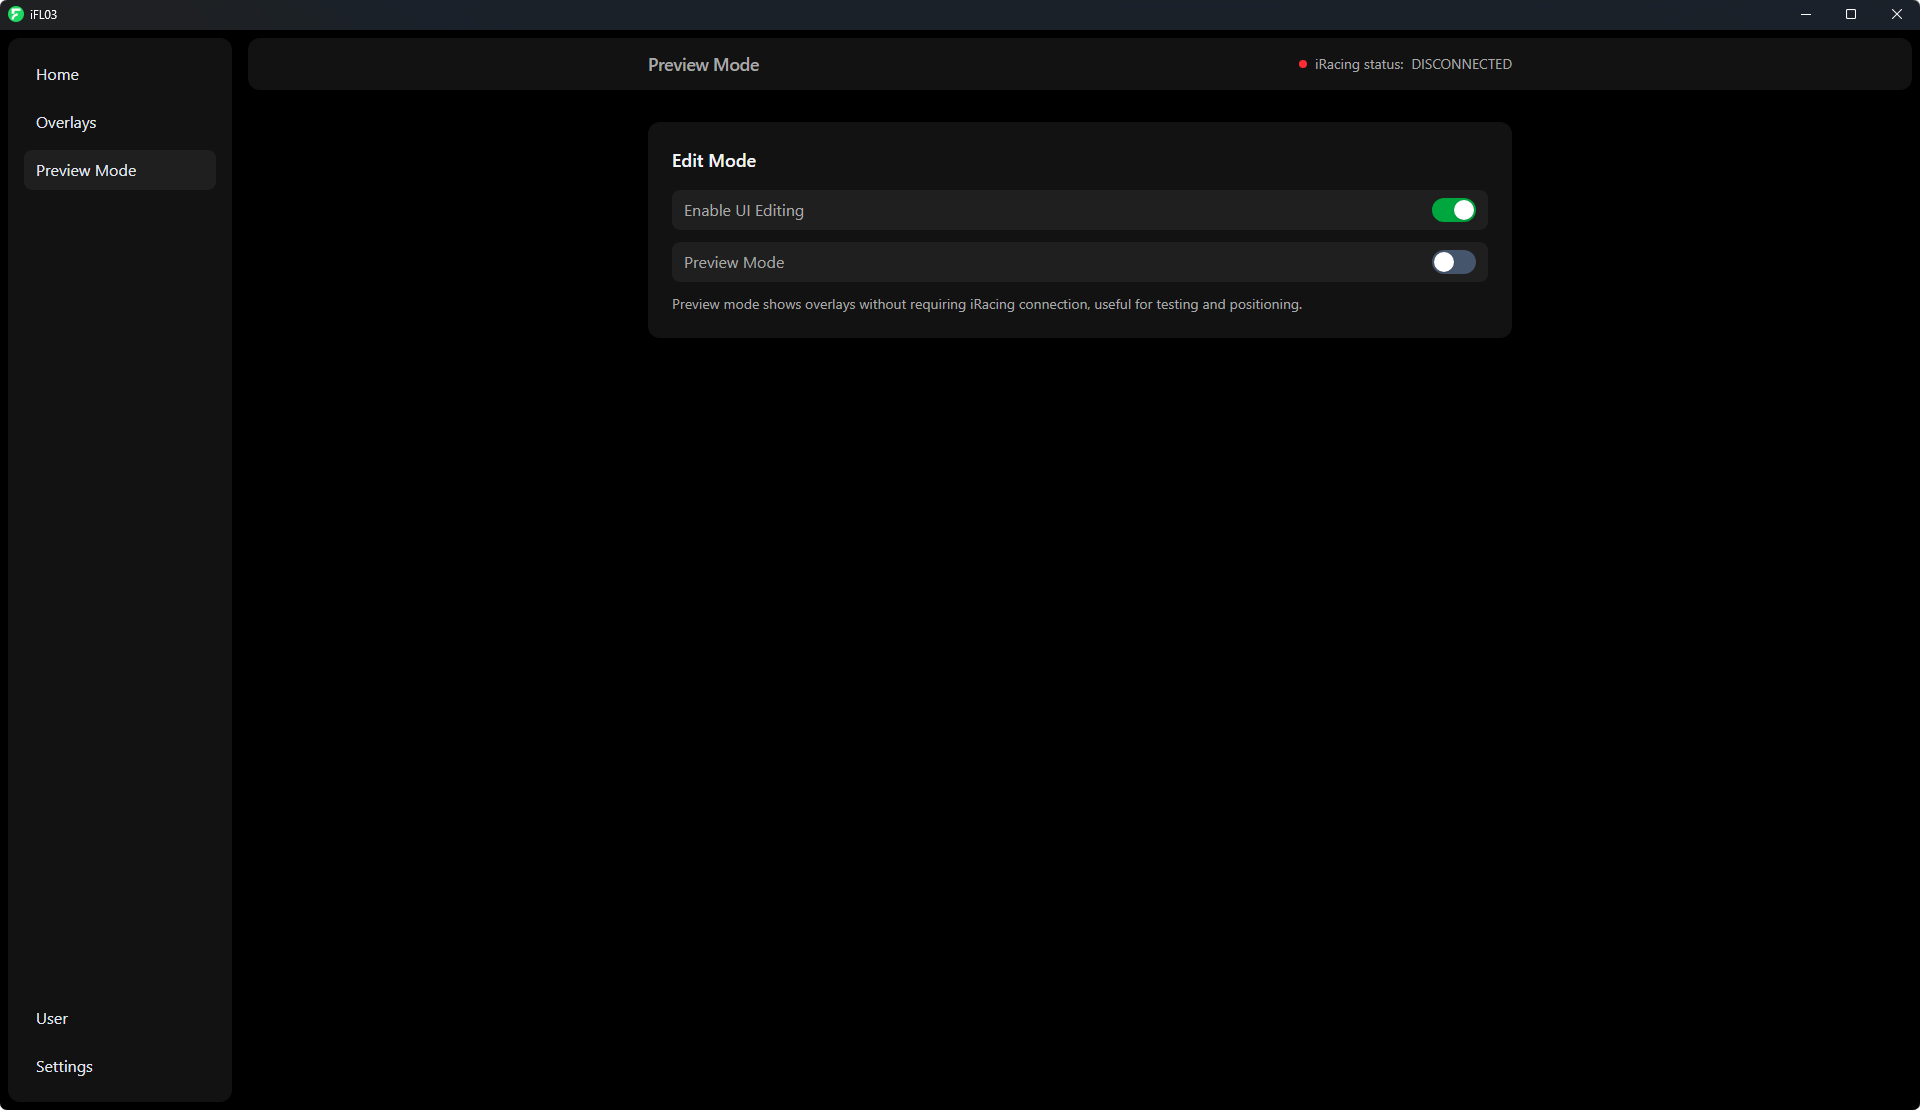 iFL03
Home
Overlays
Preview Mode
User
Settings
Preview Mode
iRacing status: DISCONNECTED
Edit Mode
Enable UI Editing
Preview Mode
Preview mode shows overlays without requiring iRacing connection, useful for testing and positioning.